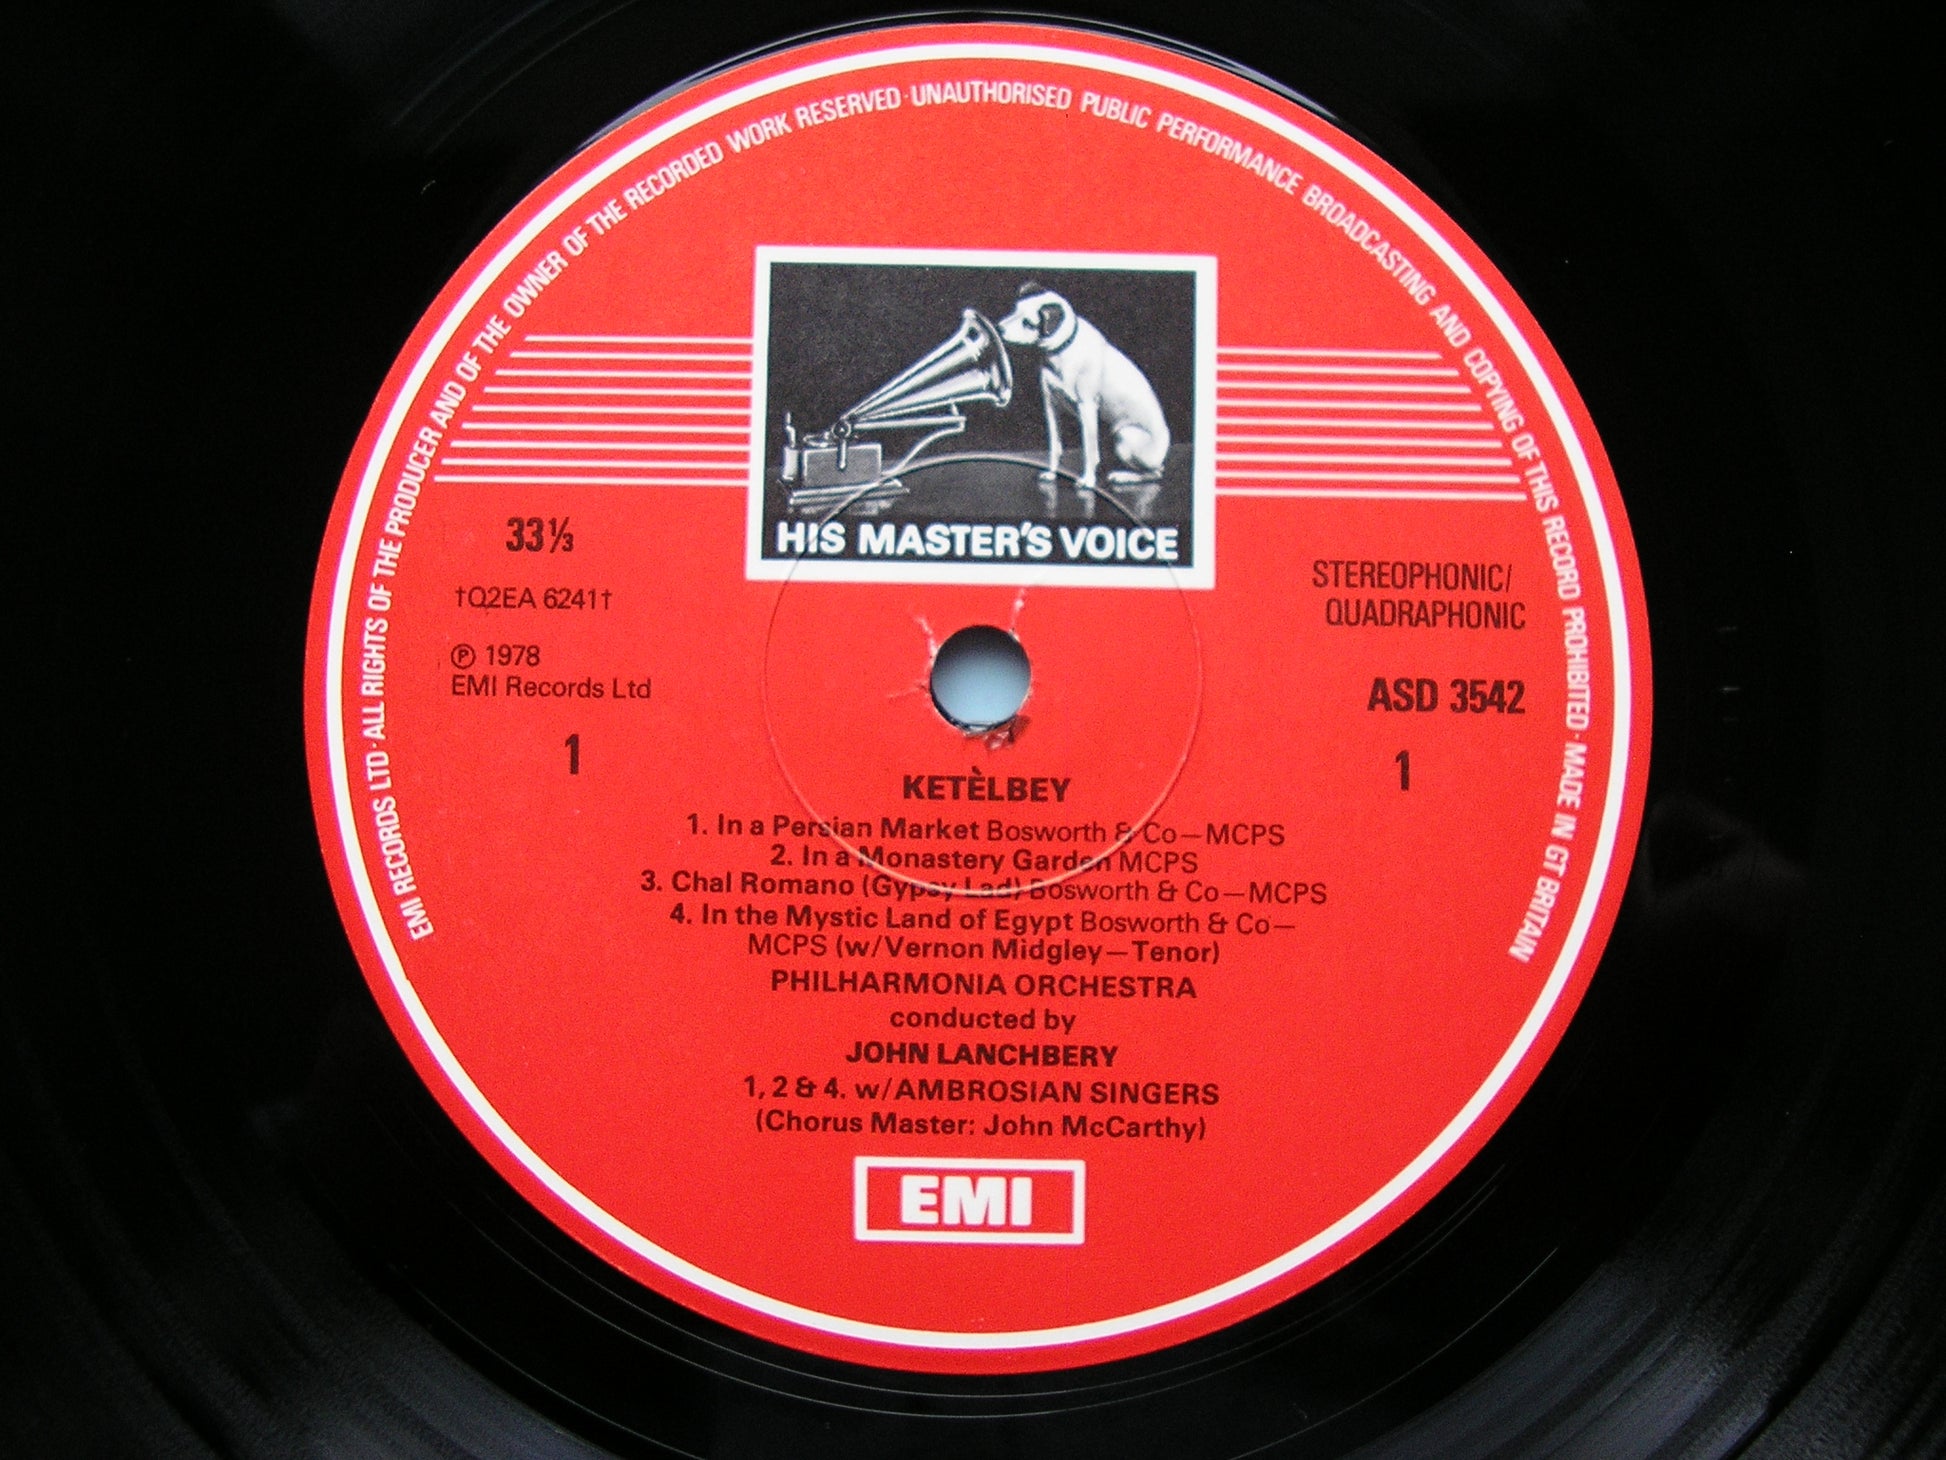 EMI RECORDS LTD·ALL RIGHTS OF THE PRODUCER AND OF THE OWNER OF THE RECORDED WORK RESERVED·UNAUTHORISED PUBLIC PERFORMANCE BROADCASTING AND COPYING OF THIS RECORD PROHIBITED·MADE IN GT BRITAIN
HIS MASTER'S VOICE
33⅓
†Q2EA 6241†
℗ 1978
EMI Records Ltd
1
STEREOPHONIC/
QUADRAPHONIC
ASD 3542
1
KETÈLBEY
1. In a Persian Market Bosworth & Co—MCPS
2. In a Monastery Garden MCPS
3. Chal Romano (Gypsy Lad) Bosworth & Co—MCPS
4. In the Mystic Land of Egypt Bosworth & Co—
MCPS (w/Vernon Midgley—Tenor)
PHILHARMONIA ORCHESTRA
conducted by
JOHN LANCHBERY
1, 2 & 4. w/AMBROSIAN SINGERS
(Chorus Master: John McCarthy)
EMI